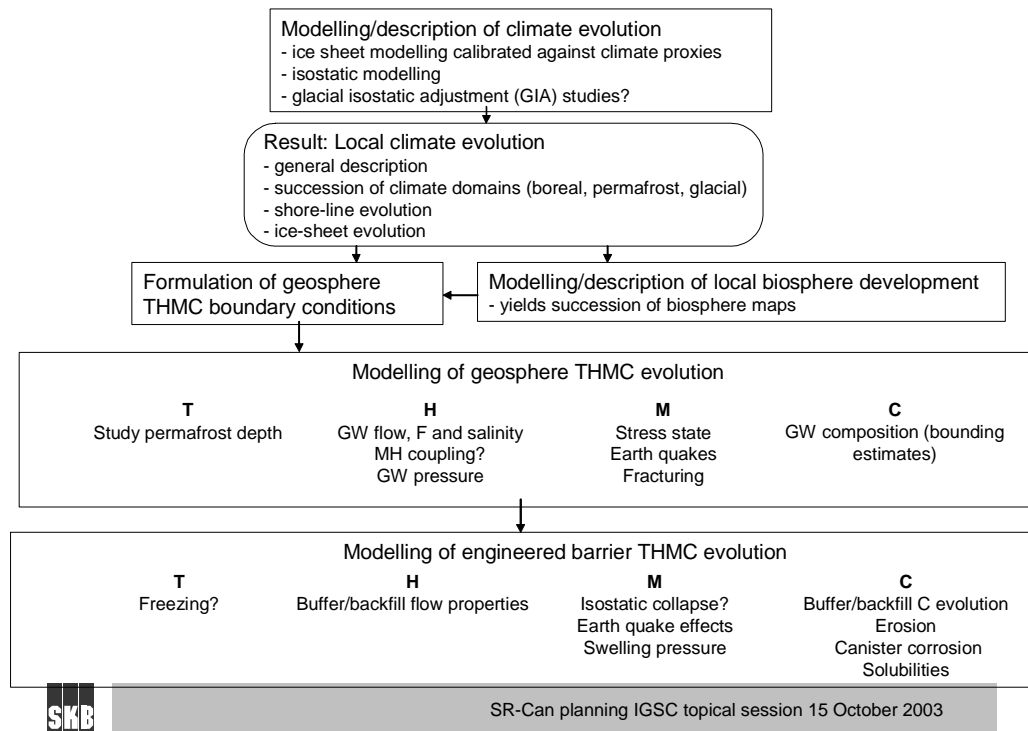 Modelling/description of climate evolution
- ice sheet modelling calibrated against climate proxies
- isostatic modelling
- glacial isostatic adjustment (GIA) studies?
Result: Local climate evolution
- general description
- succession of climate domains (boreal, permafrost, glacial)
- shore-line evolution
- ice-sheet evolution
Formulation of geosphere
THMC boundary conditions
Modelling/description of local biosphere development
- yields succession of biosphere maps
Modelling of geosphere THMC evolution
T
Study permafrost depth
H
GW flow, F and salinity
MH coupling?
GW pressure
M
Stress state
Earth quakes
Fracturing
C
GW composition (bounding
estimates)
Modelling of engineered barrier THMC evolution
T
Freezing?
H
Buffer/backfill flow properties
M
Isostatic collapse?
Earth quake effects
Swelling pressure
C
Buffer/backfill C evolution
Erosion
Canister corrosion
Solubilities
SKB
SR-Can planning IGSC topical session 15 October 2003